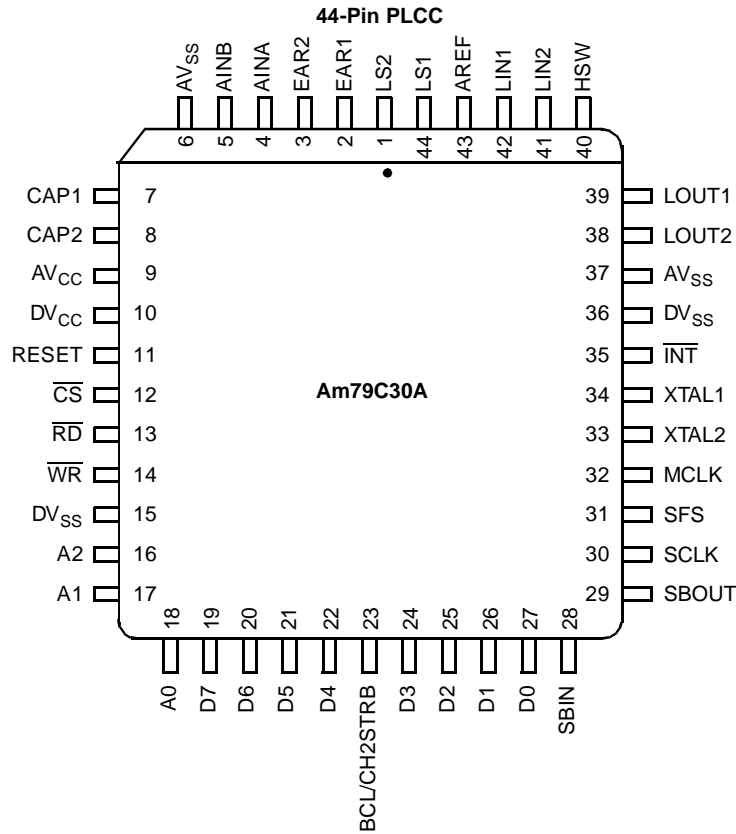 44-Pin PLCC
AVSS AINB AINA EAR2 EAR1 LS2 LS1 AREF LIN1 LIN2 HSW
6 5 4 3 2 1 44 43 42 41 40
CAP1 7 39 LOUT1
CAP2 8 38 LOUT2
AVCC 9 37 AVSS
DVCC 10 36 DVSS
RESET 11 35 INT
CS 12 Am79C30A 34 XTAL1
RD 13 33 XTAL2
WR 14 32 MCLK
DVSS 15 31 SFS
A2 16 30 SCLK
A1 17 29 SBOUT
18 19 20 21 22 23 24 25 26 27 28
A0 D7 D6 D5 D4 BCL/CH2STRB D3 D2 D1 D0 SBIN